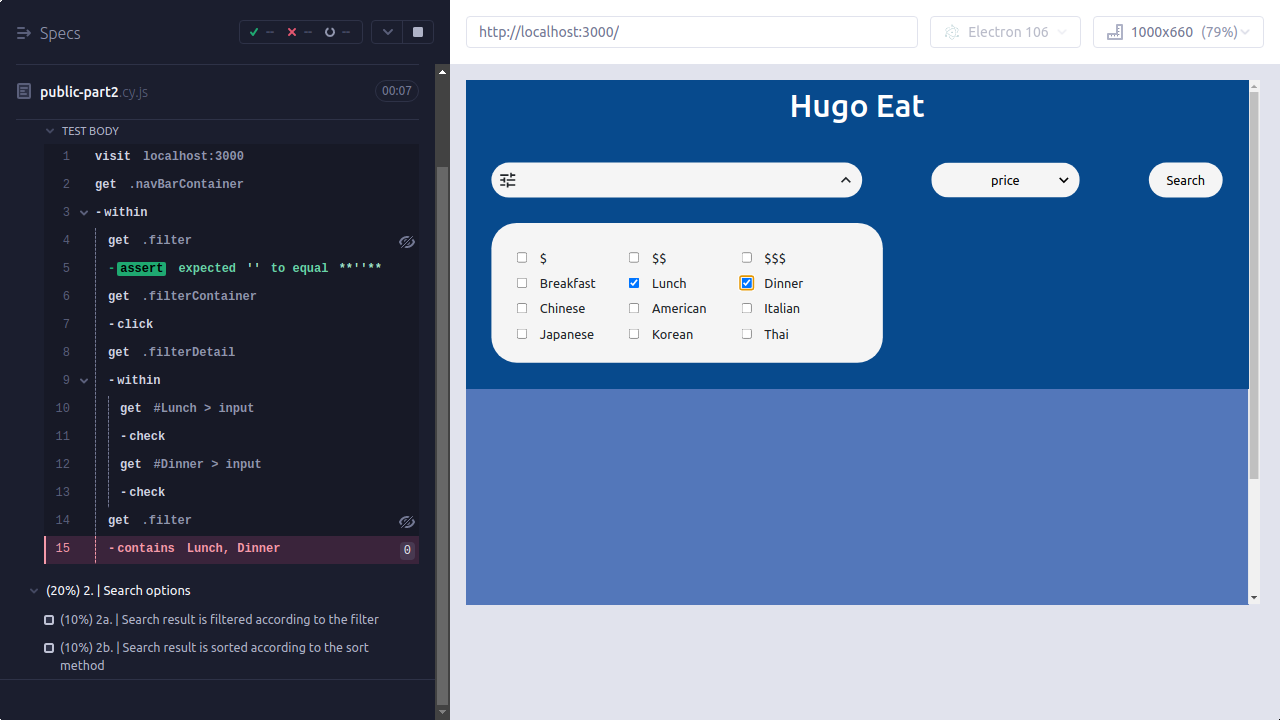 Specs
-- -- --
public-part2.cy.js 00:07
TEST BODY
1 visit localhost:3000
2 get .navBarContainer
3 -within
4 get .filter
5 -assert expected '' to equal **''**
6 get .filterContainer
7 -click
8 get .filterDetail
9 -within
10 get #Lunch > input
11 -check
12 get #Dinner > input
13 -check
14 get .filter
15 -contains Lunch, Dinner 0
(20%) 2. | Search options
(10%) 2a. | Search result is filtered according to the filter
(10%) 2b. | Search result is sorted according to the sort
method
http://localhost:3000/ Electron 106 1000x660 (79%)
Hugo Eat
price Search
$ $$ $$$
Breakfast Lunch Dinner
Chinese American Italian
Japanese Korean Thai